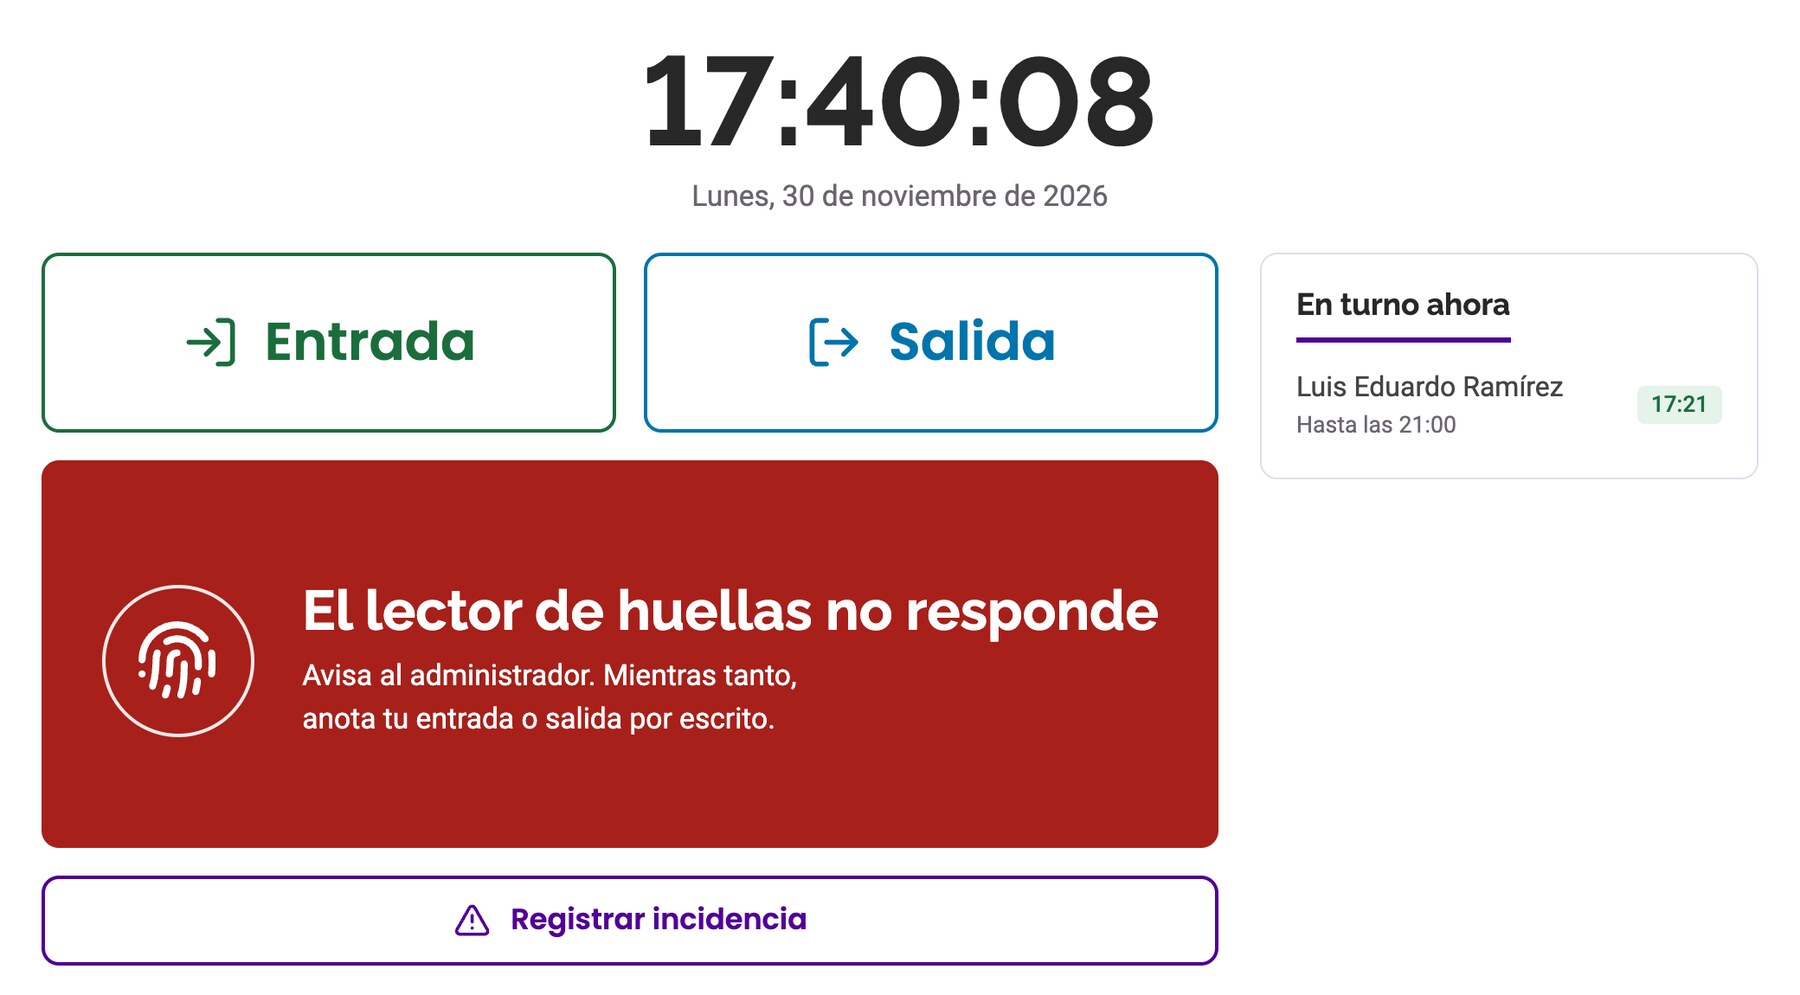 17:40:08
Lunes, 30 de noviembre de 2026
Entrada
Salida
El lector de huellas no responde
Avisa al administrador. Mientras tanto,
anota tu entrada o salida por escrito.
Registrar incidencia
En turno ahora
Luis Eduardo Ramírez
Hasta las 21:00
17:21